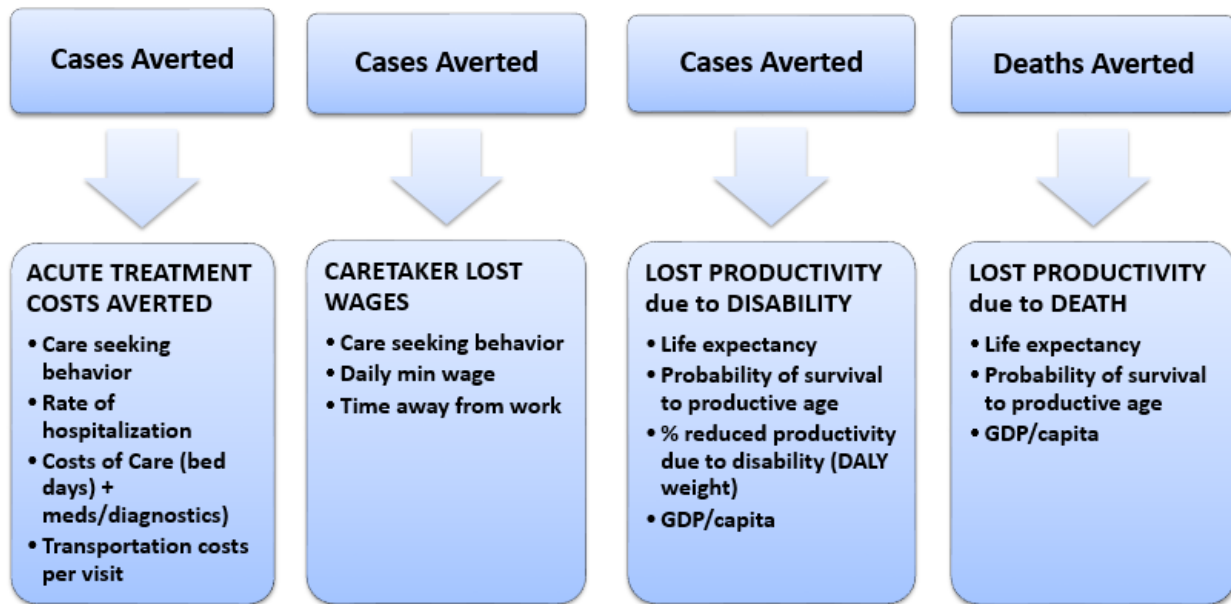 Cases Averted
Cases Averted
Cases Averted
Deaths Averted
ACUTE TREATMENT
COSTS AVERTED
• Care seeking
behavior
• Rate of
hospitalization
• Costs of Care (bed
days) +
meds/diagnostics)
• Transportation costs
per visit
CARETAKER LOST
WAGES
• Care seeking behavior
• Daily min wage
• Time away from work
LOST PRODUCTIVITY
due to DISABILITY
• Life expectancy
• Probability of survival
to productive age
• % reduced productivity
due to disability (DALY
weight)
• GDP/capita
LOST PRODUCTIVITY
due to DEATH
• Life expectancy
• Probability of survival
to productive age
• GDP/capita